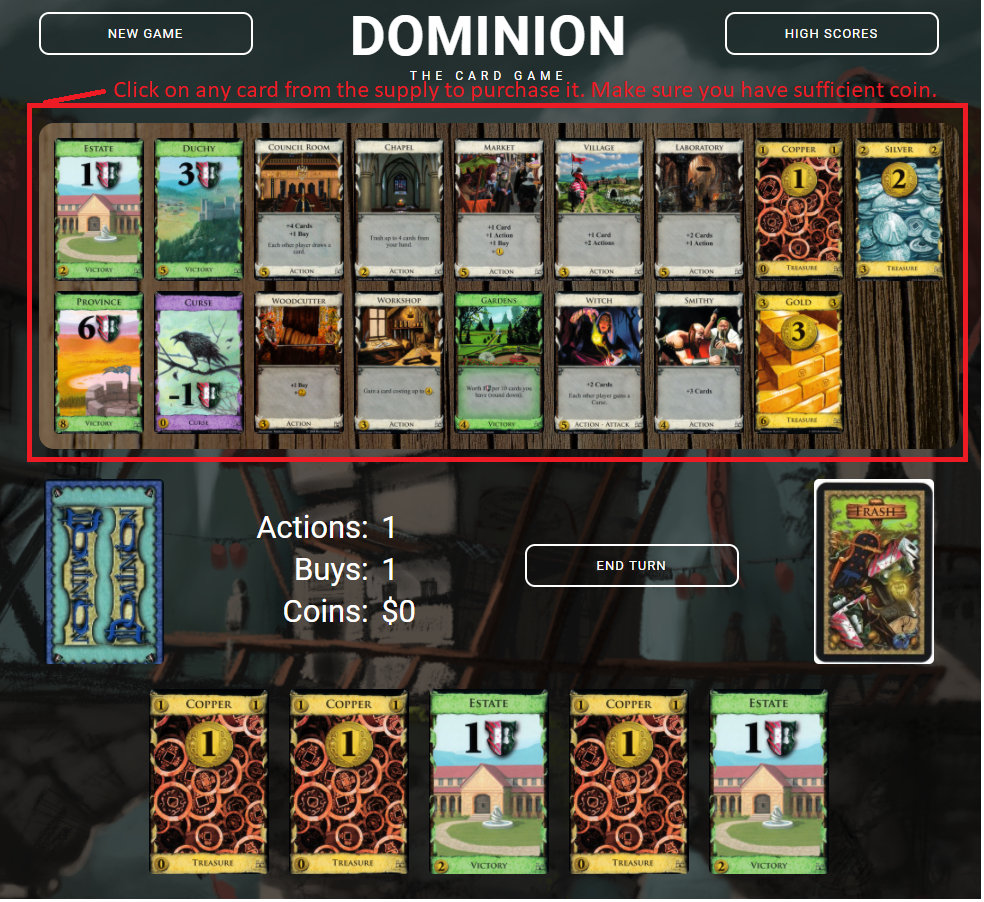 NEW GAME
DOMINION
HIGH SCORES
THE CARD GAME
Click on any card from the supply to purchase it. Make sure you have sufficient coin.
ESTATE
1
2 VICTORY
DUCHY
3
5 VICTORY
COUNCIL ROOM
+4 Cards
+1 Buy
Each other player draws a
card.
5 ACTION
CHAPEL
Trash up to 4 cards from
your hand.
2 ACTION
MARKET
+1 Card
+1 Action
+1 Buy
+1
5 ACTION
VILLAGE
+1 Card
+2 Actions
3 ACTION
LABORATORY
+2 Cards
+1 Action
5 ACTION
1 COPPER 1
1
0 TREASURE
2 SILVER 2
2
3 TREASURE
PROVINCE
6
8 VICTORY
CURSE
-1
0 CURSE
WOODCUTTER
+1 Buy
3 ACTION
WORKSHOP
Gain a card costing up to 4.
3 ACTION
GARDENS
Worth 1 per 10 cards you
have (round down).
4 VICTORY
WITCH
+2 Cards
Each other player gains a
Curse.
5 ACTION - ATTACK
SMITHY
+3 Cards
4 ACTION
3 GOLD 3
3
6 TREASURE
DOMINION
DOMINION
Actions: 1
Buys: 1
Coins: $0
END TURN
TRASH
1 COPPER 1
1
0 TREASURE
1 COPPER 1
1
0 TREASURE
ESTATE
1
2 VICTORY
1 COPPER 1
1
0 TREASURE
ESTATE
1
2 VICTORY